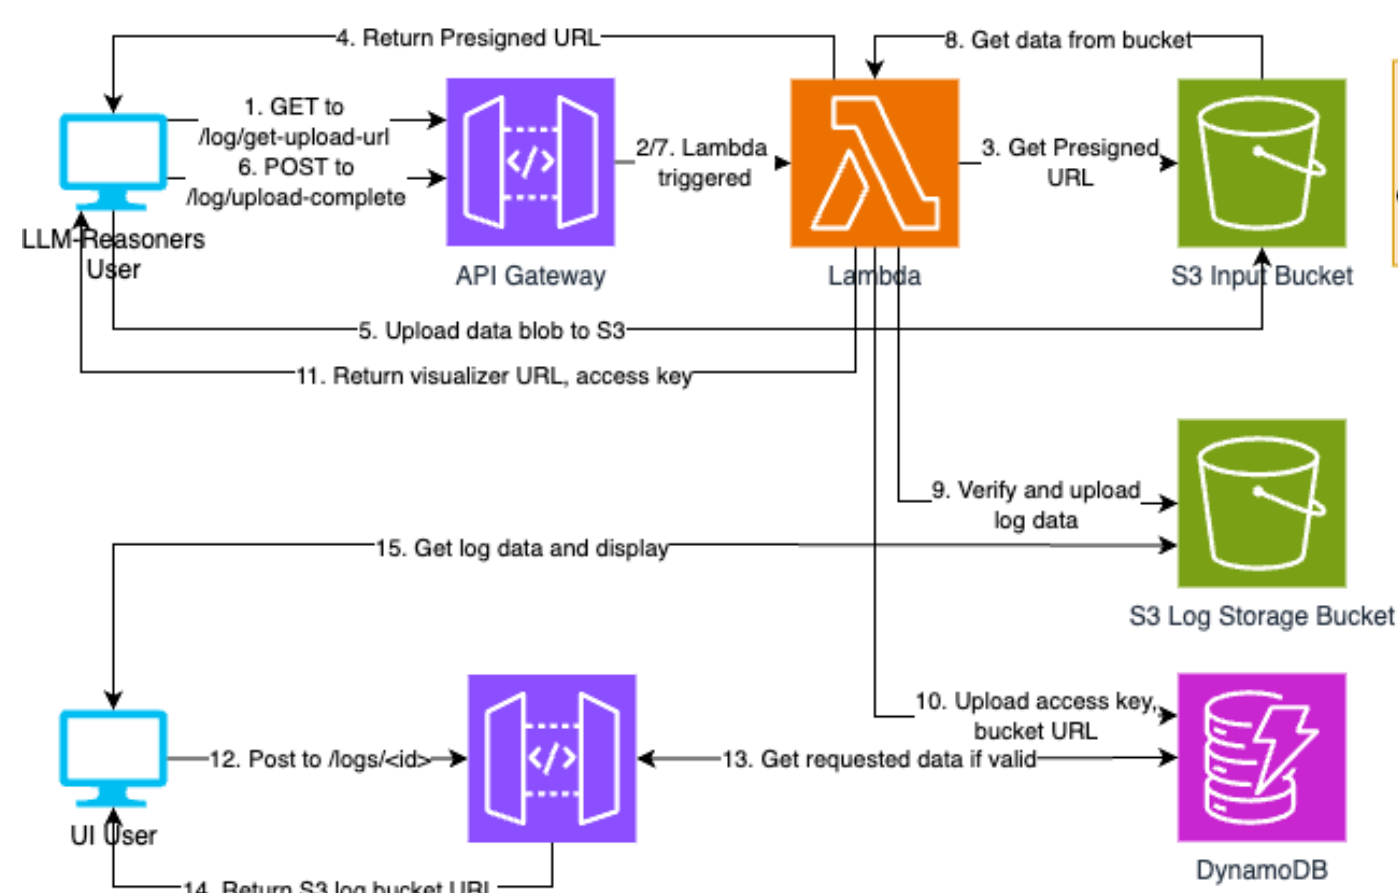 4. Return Presigned URL
8. Get data from bucket
1. GET to
/log/get-upload-url
6. POST to
/log/upload-complete
2/7. Lambda
triggered
3. Get Presigned
URL
LLM-Reasoners
User
API Gateway
Lambda
S3 Input Bucket
5. Upload data blob to S3
11. Return visualizer URL, access key
9. Verify and upload
log data
15. Get log data and display
S3 Log Storage Bucket
10. Upload access key,
bucket URL
12. Post to /logs/<id>
13. Get requested data if valid
UI User
DynamoDB
14. Return S3 log bucket URL